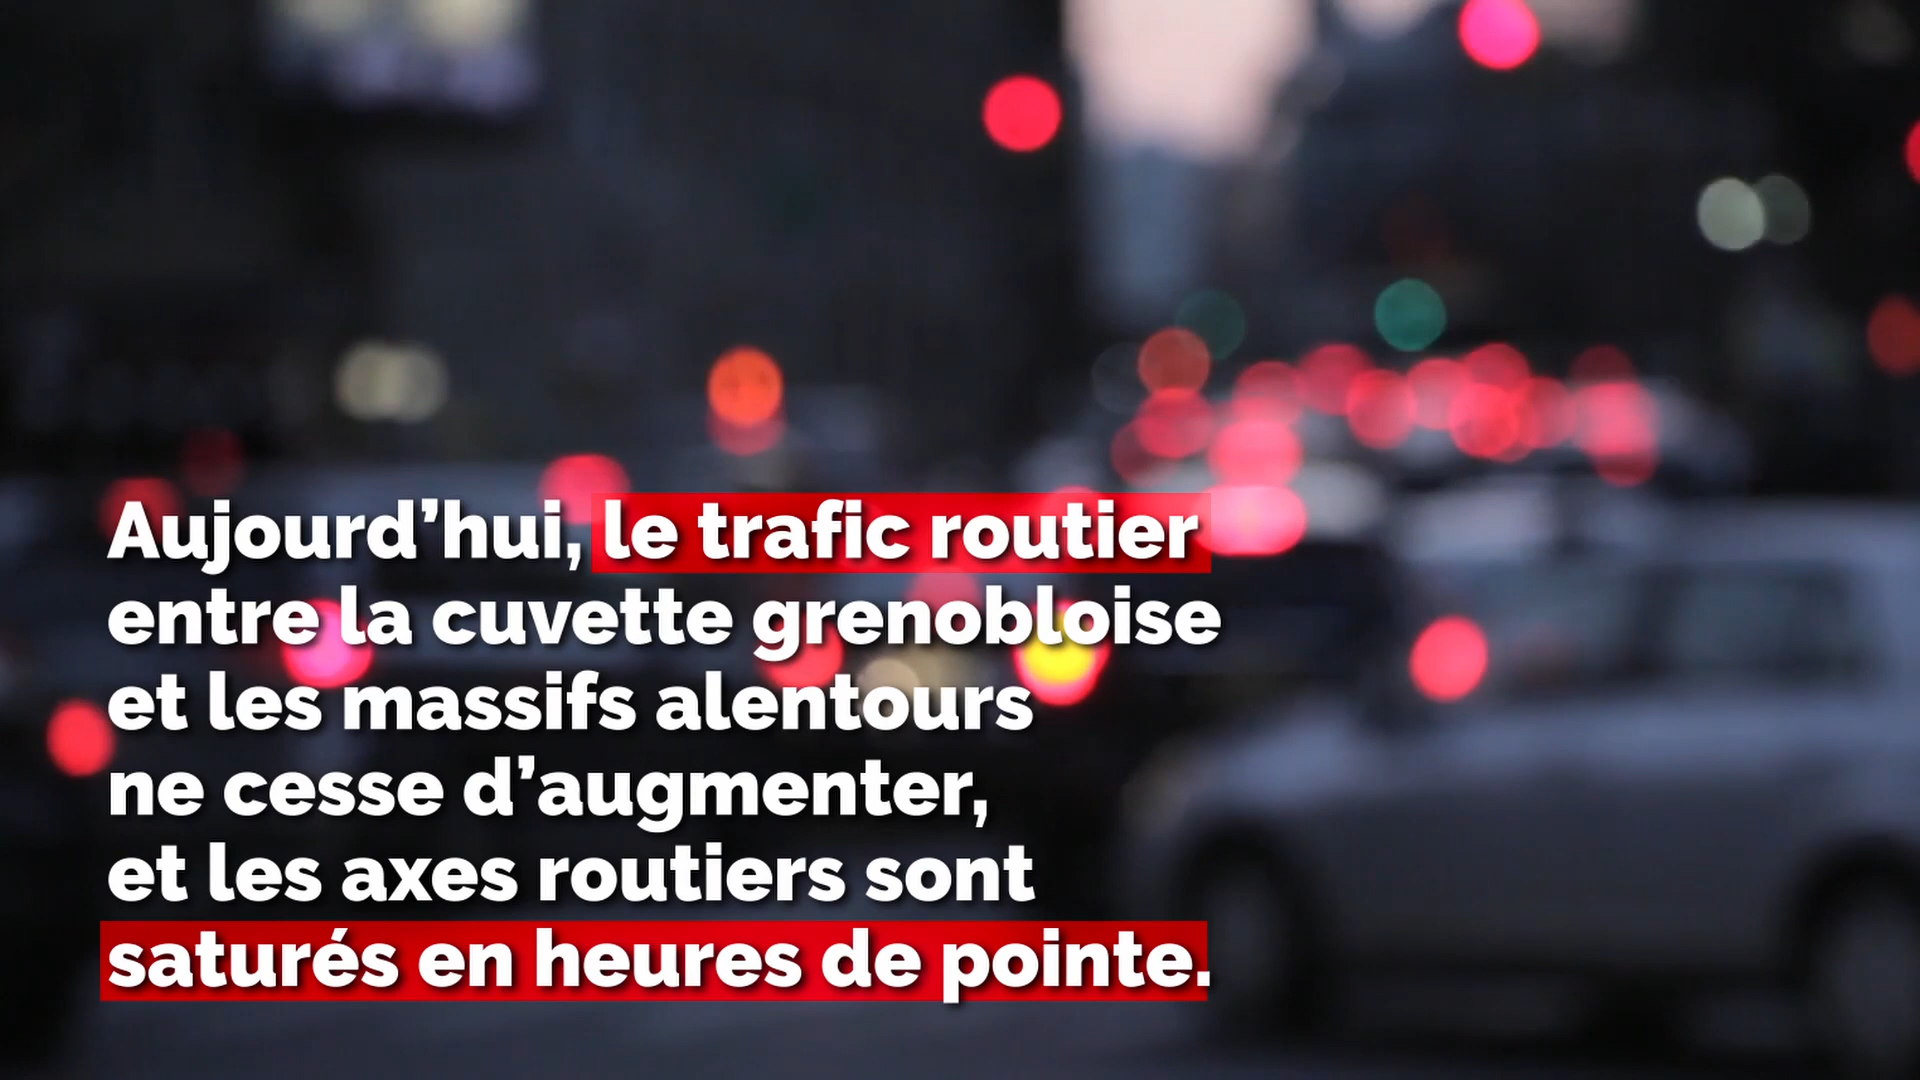 Aujourd’hui, le trafic routier
entre la cuvette grenobloise
et les massifs alentours
ne cesse d’augmenter,
et les axes routiers sont
saturés en heures de pointe.